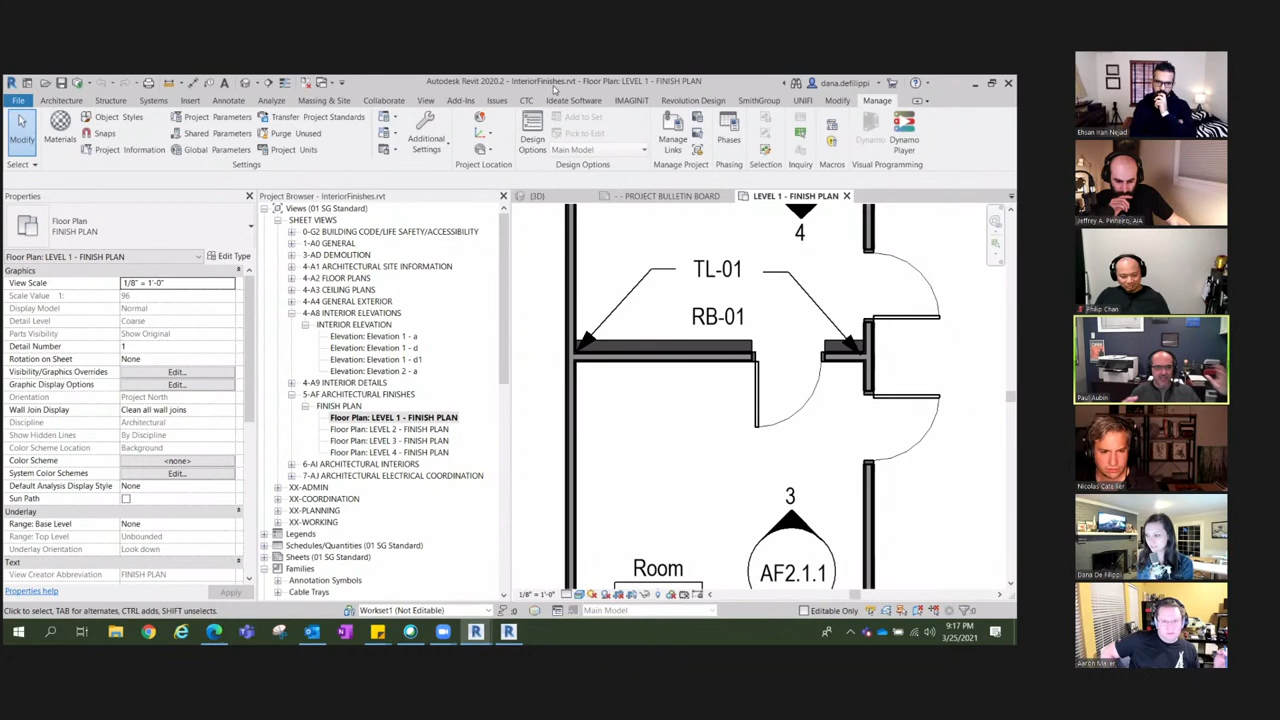 Autodesk Revit 2020.2 - InteriorFinishes.rvt - Floor Plan: LEVEL 1 - FINISH PLAN
dana.defilippi
File Architecture Structure Systems Insert Annotate Analyze Massing & Site Collaborate View Add-Ins Issues CTC Ideate Software IMAGINiT Revolution Design SmithGroup UNIFI Modify Manage
Modify
Materials
Object Styles
Snaps
Project Information
Project Parameters
Shared Parameters
Global Parameters
Transfer Project Standards
Purge Unused
Project Units
Additional
Settings
Design
Options
Add to Set
Pick to Edit
Main Model
Manage
Links
Phases
Dynamo
Dynamo
Player
Select
Settings
Project Location
Design Options
Manage Project
Phasing
Selection
Inquiry
Macros
Visual Programming
Properties
Floor Plan
FINISH PLAN
Floor Plan: LEVEL 1 - FINISH PLAN
Edit Type
Graphics
View Scale 1/8" = 1'-0"
Scale Value 1: 96
Display Model Normal
Detail Level Coarse
Parts Visibility Show Original
Detail Number 1
Rotation on Sheet None
Visibility/Graphics Overrides Edit...
Graphic Display Options Edit...
Orientation Project North
Wall Join Display Clean all wall joins
Discipline Architectural
Show Hidden Lines By Discipline
Color Scheme Location Background
Color Scheme <none>
System Color Schemes Edit...
Default Analysis Display Style None
Sun Path
Underlay
Range: Base Level None
Range: Top Level Unbounded
Underlay Orientation Look down
Text
View Creator Abbreviation FINISH PLAN
Properties help
Apply
Project Browser - InteriorFinishes.rvt
Views (01 SG Standard)
SHEET VIEWS
0-G2 BUILDING CODE/LIFE SAFETY/ACCESSIBILITY
1-A0 GENERAL
3-AD DEMOLITION
4-A1 ARCHITECTURAL SITE INFORMATION
4-A2 FLOOR PLANS
4-A3 CEILING PLANS
4-A4 GENERAL EXTERIOR
4-A8 INTERIOR ELEVATIONS
INTERIOR ELEVATION
Elevation: Elevation 1 - a
Elevation: Elevation 1 - d
Elevation: Elevation 1 - d1
Elevation: Elevation 2 - a
4-A9 INTERIOR DETAILS
5-AF ARCHITECTURAL FINISHES
FINISH PLAN
Floor Plan: LEVEL 1 - FINISH PLAN
Floor Plan: LEVEL 2 - FINISH PLAN
Floor Plan: LEVEL 3 - FINISH PLAN
Floor Plan: LEVEL 4 - FINISH PLAN
6-AI ARCHITECTURAL INTERIORS
7-AJ ARCHITECTURAL ELECTRICAL COORDINATION
XX-ADMIN
XX-COORDINATION
XX-PLANNING
XX-WORKING
Legends
Schedules/Quantities (01 SG Standard)
Sheets (01 SG Standard)
Families
Annotation Symbols
Cable Trays
{3D}
- - PROJECT BULLETIN BOARD
LEVEL 1 - FINISH PLAN
4
TL-01
RB-01
3
Room
AF2.1.1
1/8" = 1'-0"
Click to select, TAB for alternates, CTRL adds, SHIFT unselects.
Workset1 (Not Editable)
:0
Main Model
Editable Only
:0
9:17 PM
3/25/2021
Ehsan Iran Nejad
Jeffrey A. Pinheiro, AIA
Philip Chan
Paul Aubin
Dana De Filippi